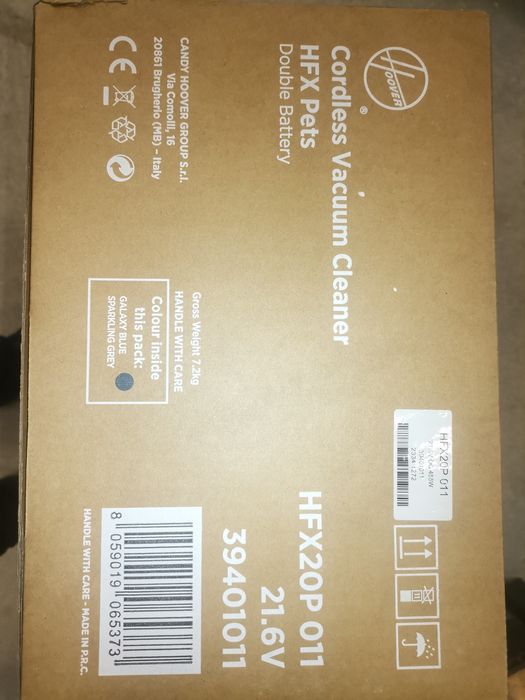 HOOVER
®
Cordless Vacuum Cleaner
HFX Pets
Double Battery
CANDY HOOVER GROUP S.r.l.
Via Comolli, 16
20861 Brugherio (MB) - Italy
CE
Gross Weight 7.2kg
HANDLE WITH CARE
Colour inside
this pack:
GALAXY BLUE
SPARKLING GREY
HFX20P 011
39401011
HFX20P 011
21.6V
39401011
8 059019 065373
HANDLE WITH CARE - MADE IN P.R.C.